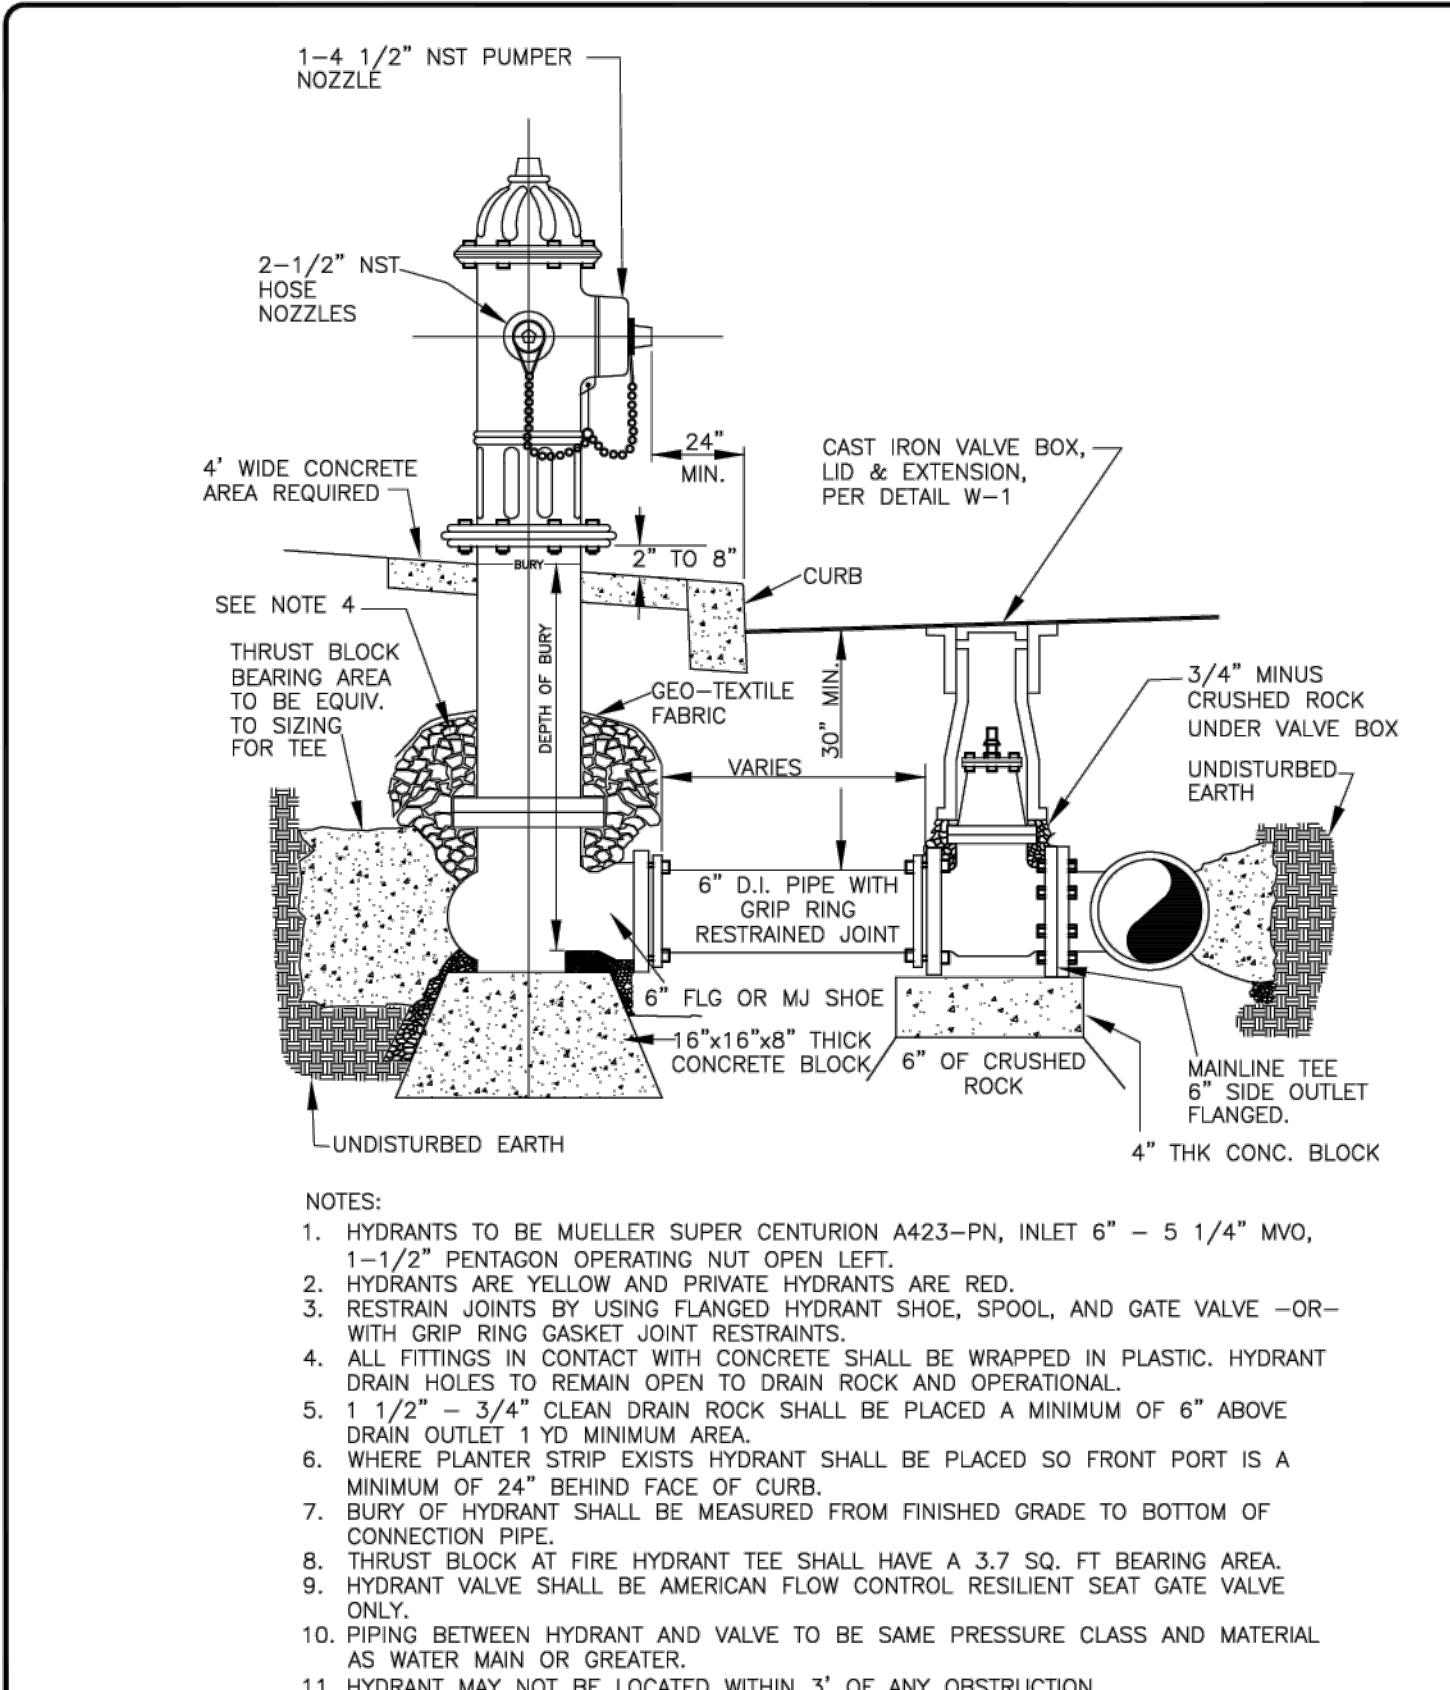 1–4 1/2” NST PUMPER
NOZZLE
2–1/2” NST
HOSE
NOZZLES
24”
MIN.
4’ WIDE CONCRETE
AREA REQUIRED
CAST IRON VALVE BOX,
LID & EXTENSION,
PER DETAIL W–1
2” TO 8”
BURY
CURB
SEE NOTE 4
DEPTH OF BURY
THRUST BLOCK
BEARING AREA
TO BE EQUIV.
TO SIZING
FOR TEE
GEO–TEXTILE
FABRIC
30” MIN.
3/4” MINUS
CRUSHED ROCK
UNDER VALVE BOX
VARIES
UNDISTURBED
EARTH
6” D.I. PIPE WITH
GRIP RING
RESTRAINED JOINT
6” FLG OR MJ SHOE
16”x16”x8” THICK
CONCRETE BLOCK
6” OF CRUSHED
ROCK
MAINLINE TEE
6” SIDE OUTLET
FLANGED.
UNDISTURBED EARTH
4” THK CONC. BLOCK
NOTES:
1. HYDRANTS TO BE MUELLER SUPER CENTURION A423–PN, INLET 6” – 5 1/4” MVO,
1–1/2” PENTAGON OPERATING NUT OPEN LEFT.
2. HYDRANTS ARE YELLOW AND PRIVATE HYDRANTS ARE RED.
3. RESTRAIN JOINTS BY USING FLANGED HYDRANT SHOE, SPOOL, AND GATE VALVE –OR–
WITH GRIP RING GASKET JOINT RESTRAINTS.
4. ALL FITTINGS IN CONTACT WITH CONCRETE SHALL BE WRAPPED IN PLASTIC. HYDRANT
DRAIN HOLES TO REMAIN OPEN TO DRAIN ROCK AND OPERATIONAL.
5. 1 1/2” – 3/4” CLEAN DRAIN ROCK SHALL BE PLACED A MINIMUM OF 6” ABOVE
DRAIN OUTLET 1 YD MINIMUM AREA.
6. WHERE PLANTER STRIP EXISTS HYDRANT SHALL BE PLACED SO FRONT PORT IS A
MINIMUM OF 24” BEHIND FACE OF CURB.
7. BURY OF HYDRANT SHALL BE MEASURED FROM FINISHED GRADE TO BOTTOM OF
CONNECTION PIPE.
8. THRUST BLOCK AT FIRE HYDRANT TEE SHALL HAVE A 3.7 SQ. FT BEARING AREA.
9. HYDRANT VALVE SHALL BE AMERICAN FLOW CONTROL RESILIENT SEAT GATE VALVE
ONLY.
10. PIPING BETWEEN HYDRANT AND VALVE TO BE SAME PRESSURE CLASS AND MATERIAL
AS WATER MAIN OR GREATER.
11. HYDRANT MAY NOT BE LOCATED WITHIN 3’ OF ANY OBSTRUCTION